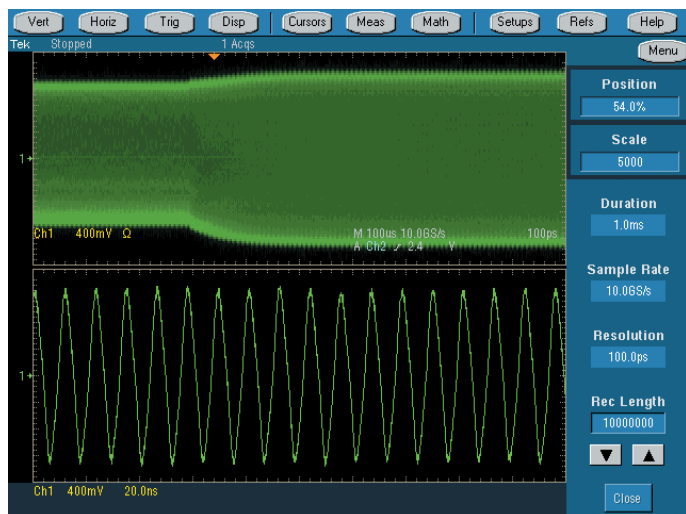 Vert Horiz Trig Disp Cursors Meas Math Setups Refs Help
Tek Stopped 1 Acqs
Menu
Position
54.0%
Scale
5000
1
Duration
1.0ms
Ch1 400mV Ω M 100us 10.0GS/s 100ps
A Ch2 2.4 V
Sample Rate
10.0GS/s
Resolution
100.0ps
1
Rec Length
10000000
Ch1 400mV 20.0ns
Close